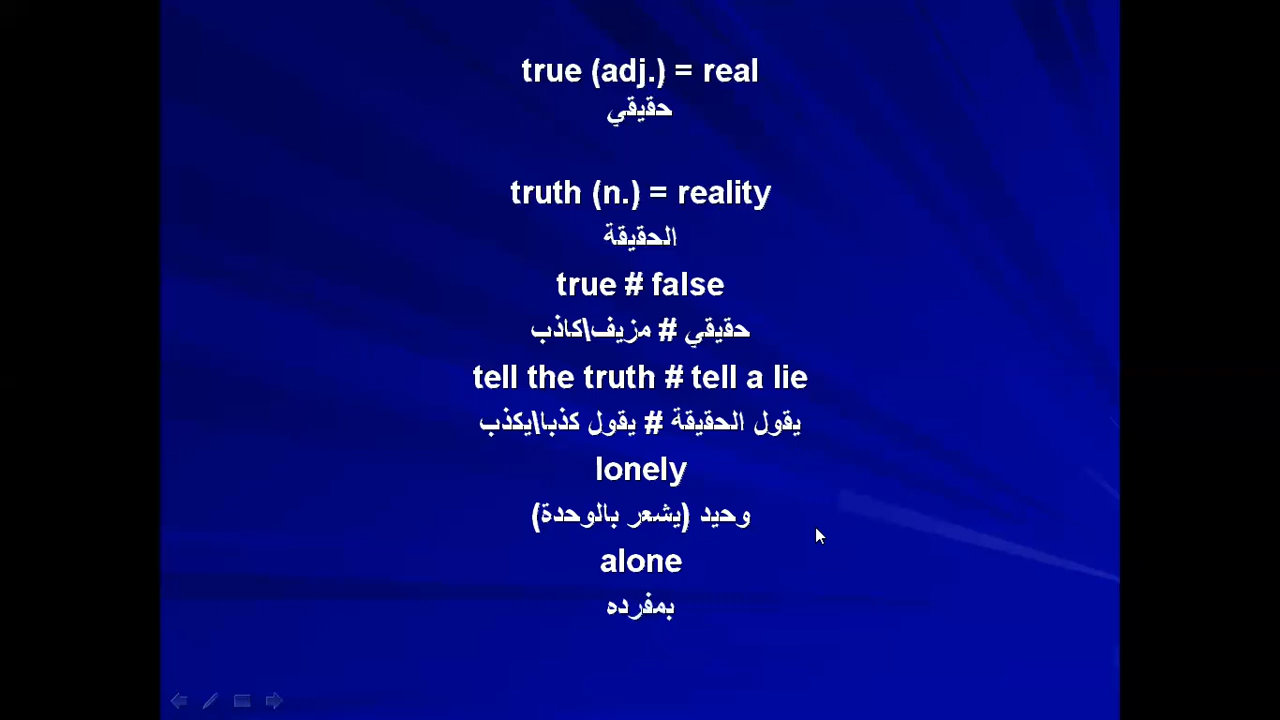 true (adj.) = real
حقيقي
truth (n.) = reality
الحقيقة
true # false
حقيقي # مزيف\كاذب
tell the truth # tell a lie
يقول الحقيقة # يقول كذبا\يكذب
lonely
وحيد (يشعر بالوحدة)
alone
بمفرده